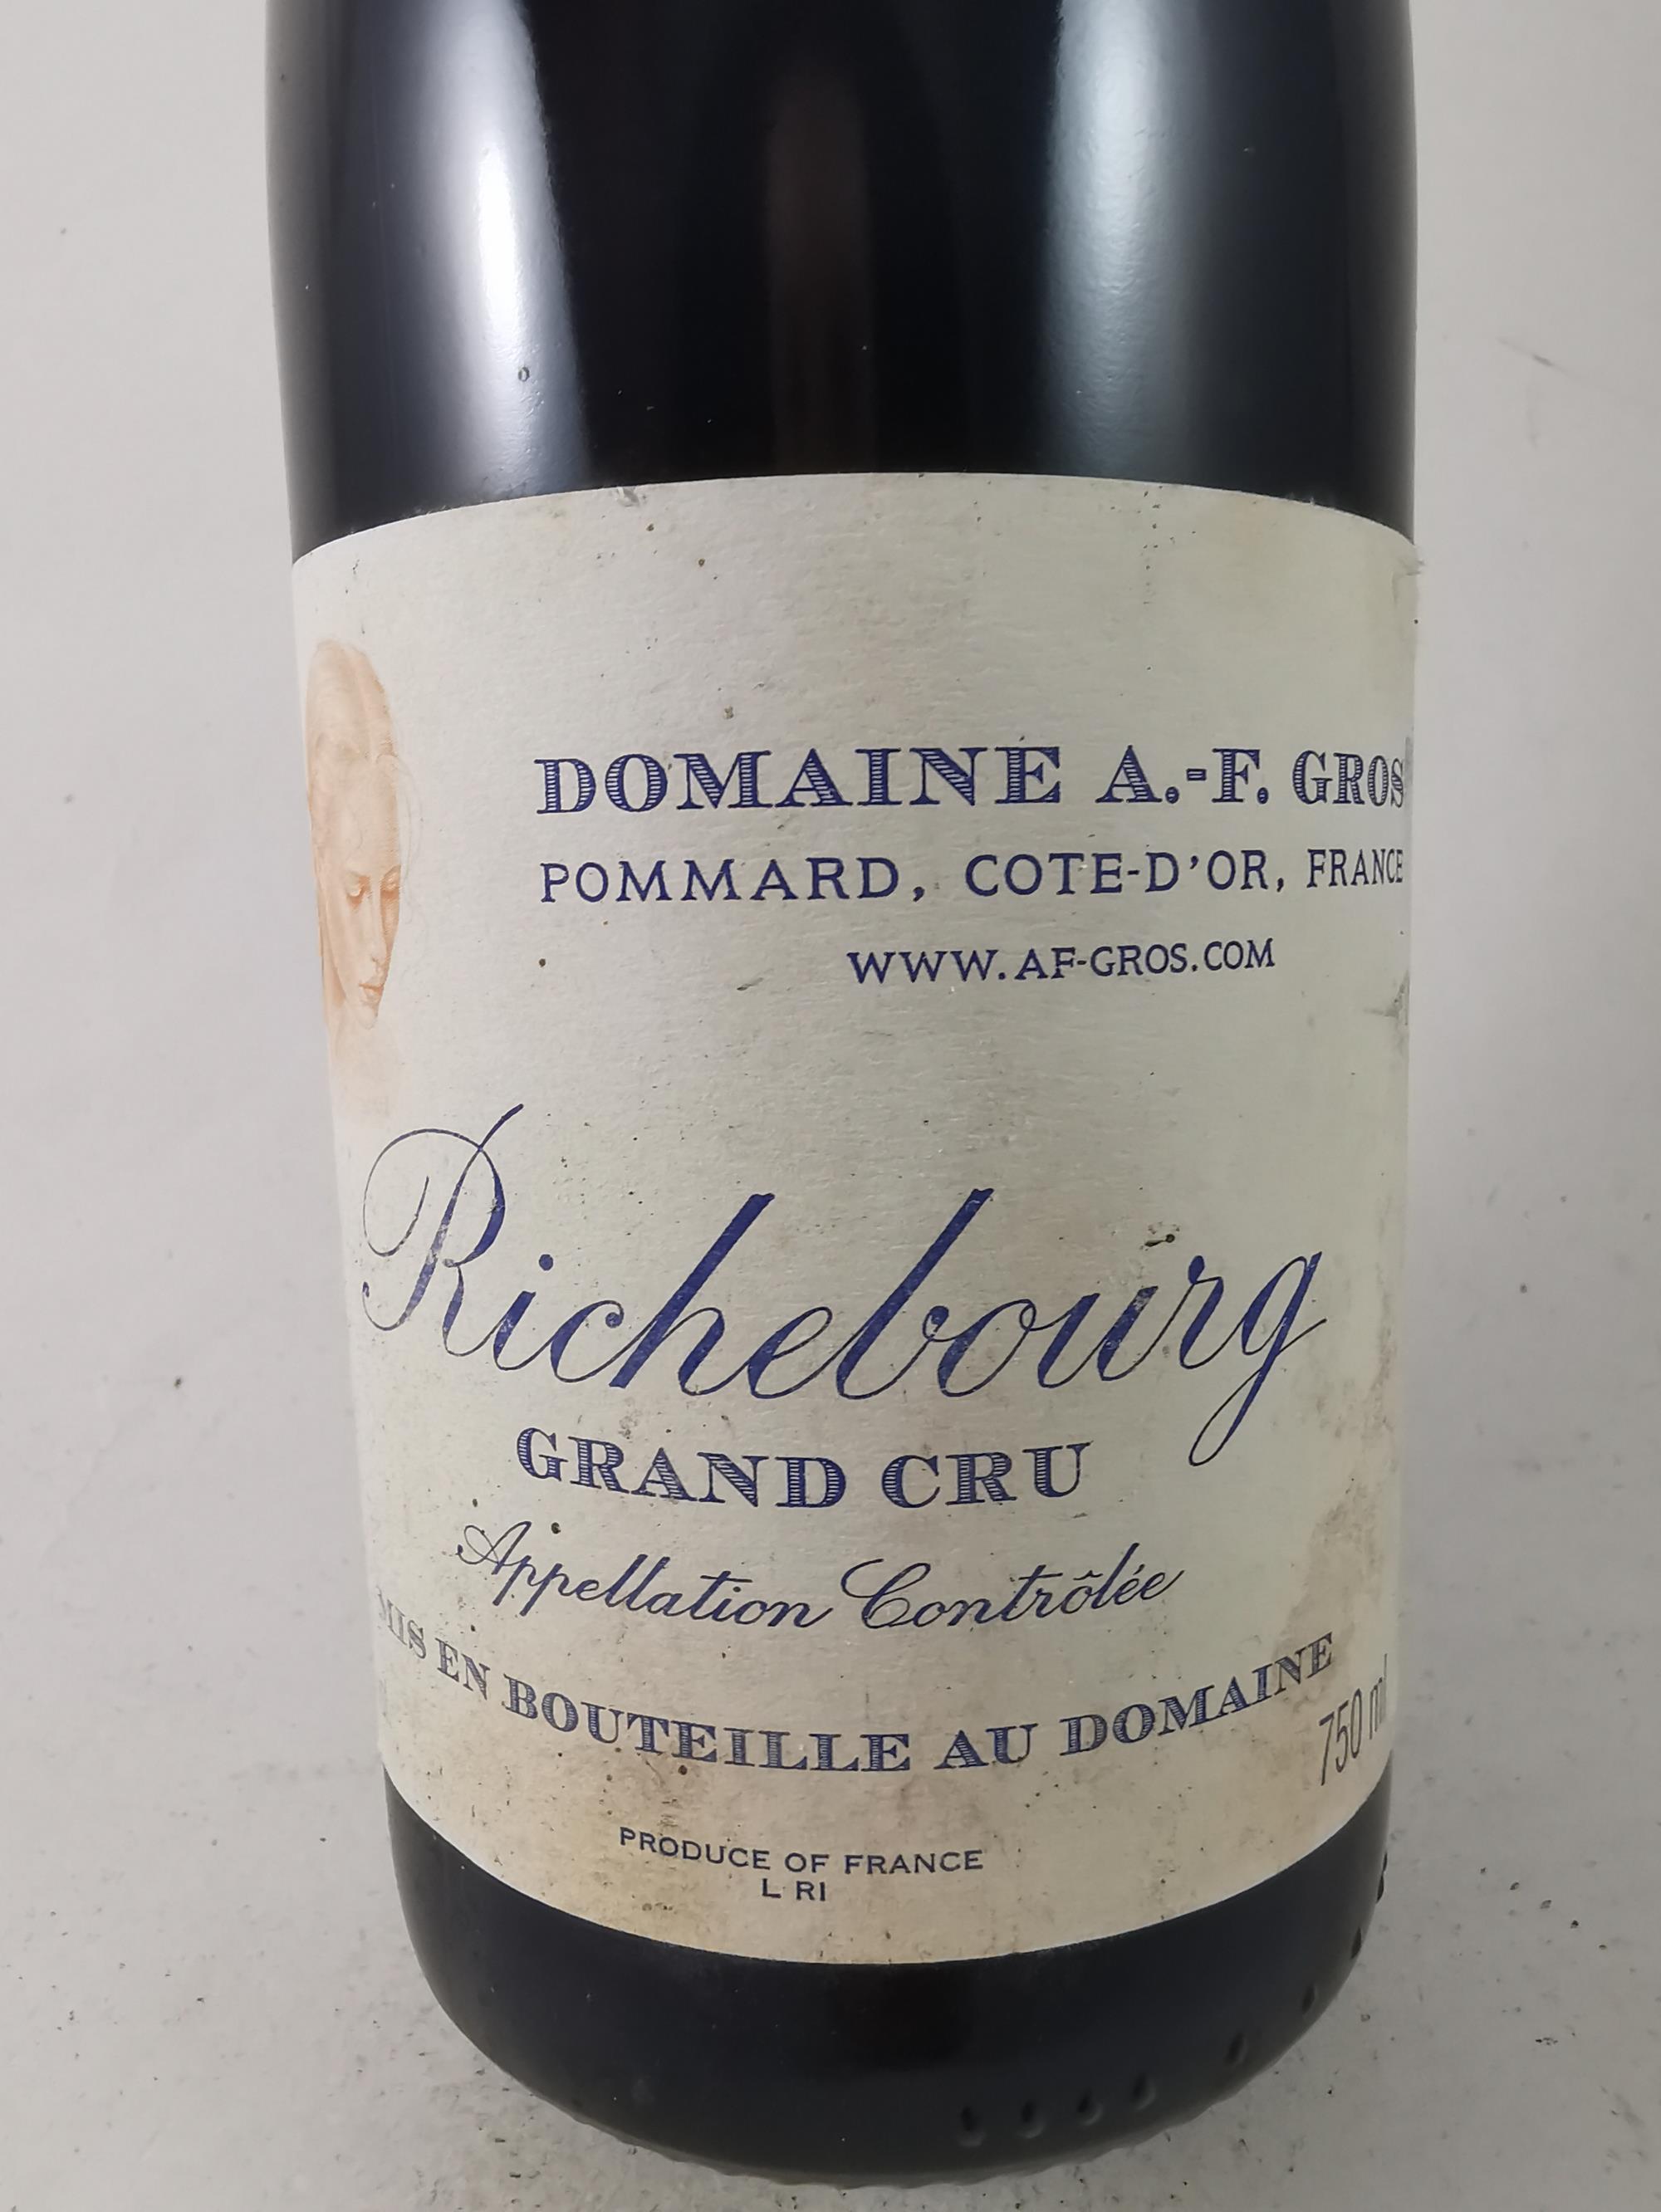 DOMAINE A.-F. GROS
POMMARD, COTE-D'OR, FRANCE
WWW.AF-GROS.COM
Richebourg
GRAND CRU
Appellation Contrôlée
MIS EN BOUTEILLE AU DOMAINE
750 ml
PRODUCE OF FRANCE
L RI